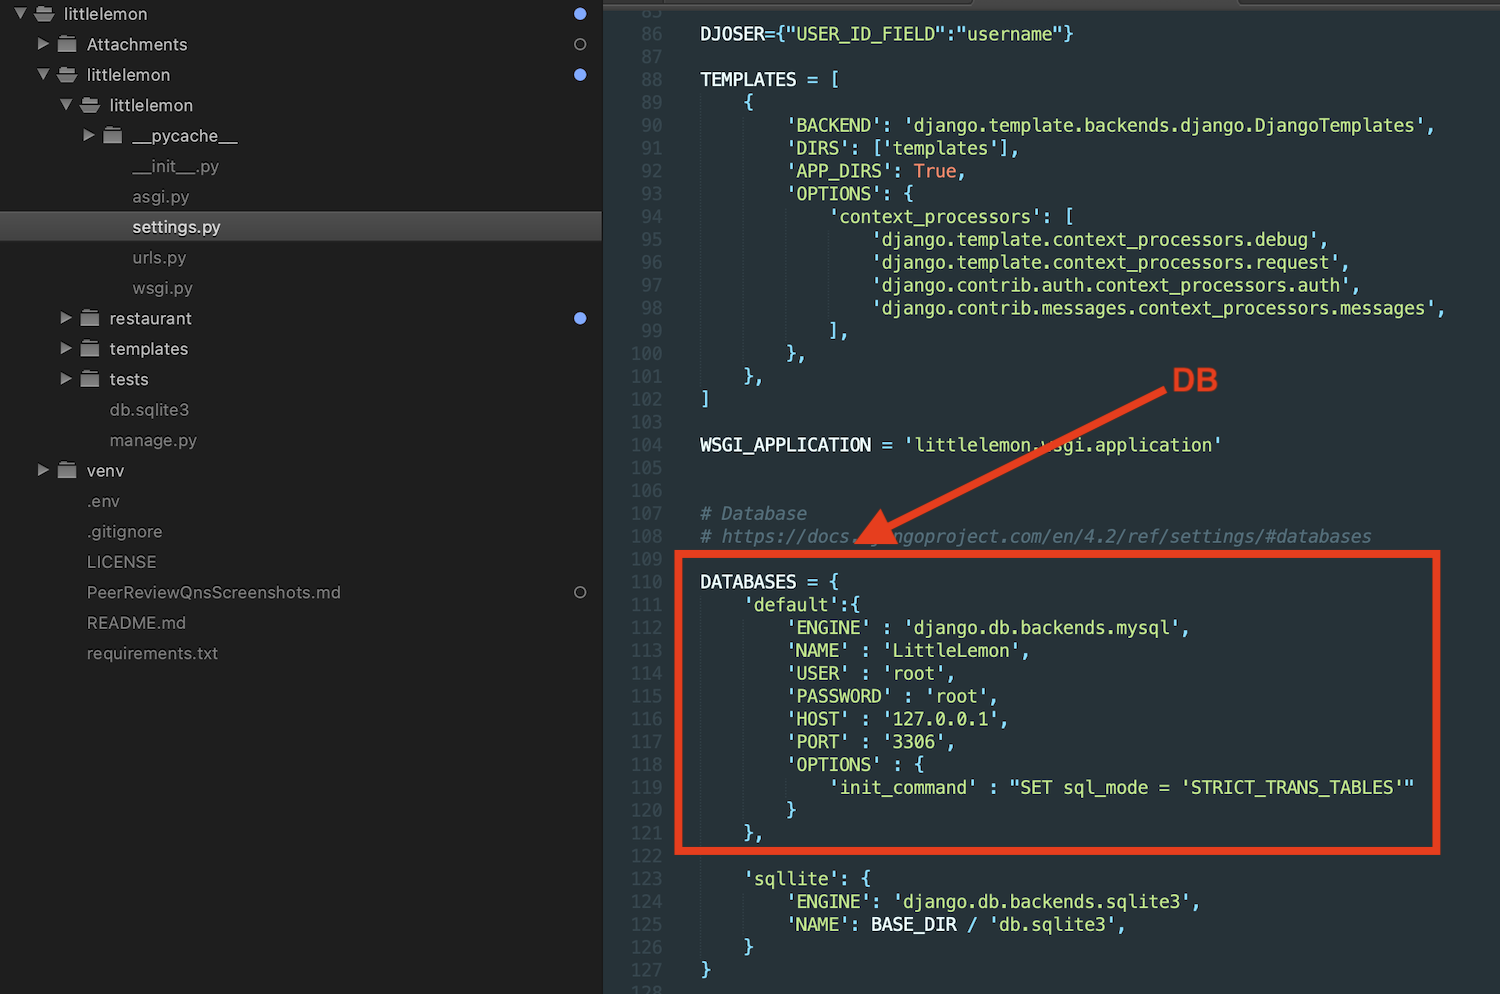 littlelemon
Attachments
littlelemon
littlelemon
__pycache__
__init__.py
asgi.py
settings.py
urls.py
wsgi.py
restaurant
templates
tests
db.sqlite3
manage.py
venv
.env
.gitignore
LICENSE
PeerReviewQnsScreenshots.md
README.md
requirements.txt
85
86 DJOSER={"USER_ID_FIELD":"username"}
87
88 TEMPLATES = [
89 {
90 'BACKEND': 'django.template.backends.django.DjangoTemplates',
91 'DIRS': ['templates'],
92 'APP_DIRS': True,
93 'OPTIONS': {
94 'context_processors': [
95 'django.template.context_processors.debug',
96 'django.template.context_processors.request',
97 'django.contrib.auth.context_processors.auth',
98 'django.contrib.messages.context_processors.messages',
99 ],
100 },
101 },
DB
102 ]
103
104 WSGI_APPLICATION = 'littlelemon.wsgi.application'
105
106
107 # Database
108 # https://docs.djangoproject.com/en/4.2/ref/settings/#databases
109
110 DATABASES = {
111 'default':{
112 'ENGINE' : 'django.db.backends.mysql',
113 'NAME' : 'LittleLemon',
114 'USER' : 'root',
115 'PASSWORD' : 'root',
116 'HOST' : '127.0.0.1',
117 'PORT' : '3306',
118 'OPTIONS' : {
119 'init_command' : "SET sql_mode = 'STRICT_TRANS_TABLES'"
120 }
121 },
122
123 'sqllite': {
124 'ENGINE': 'django.db.backends.sqlite3',
125 'NAME': BASE_DIR / 'db.sqlite3',
126 }
127 }
128